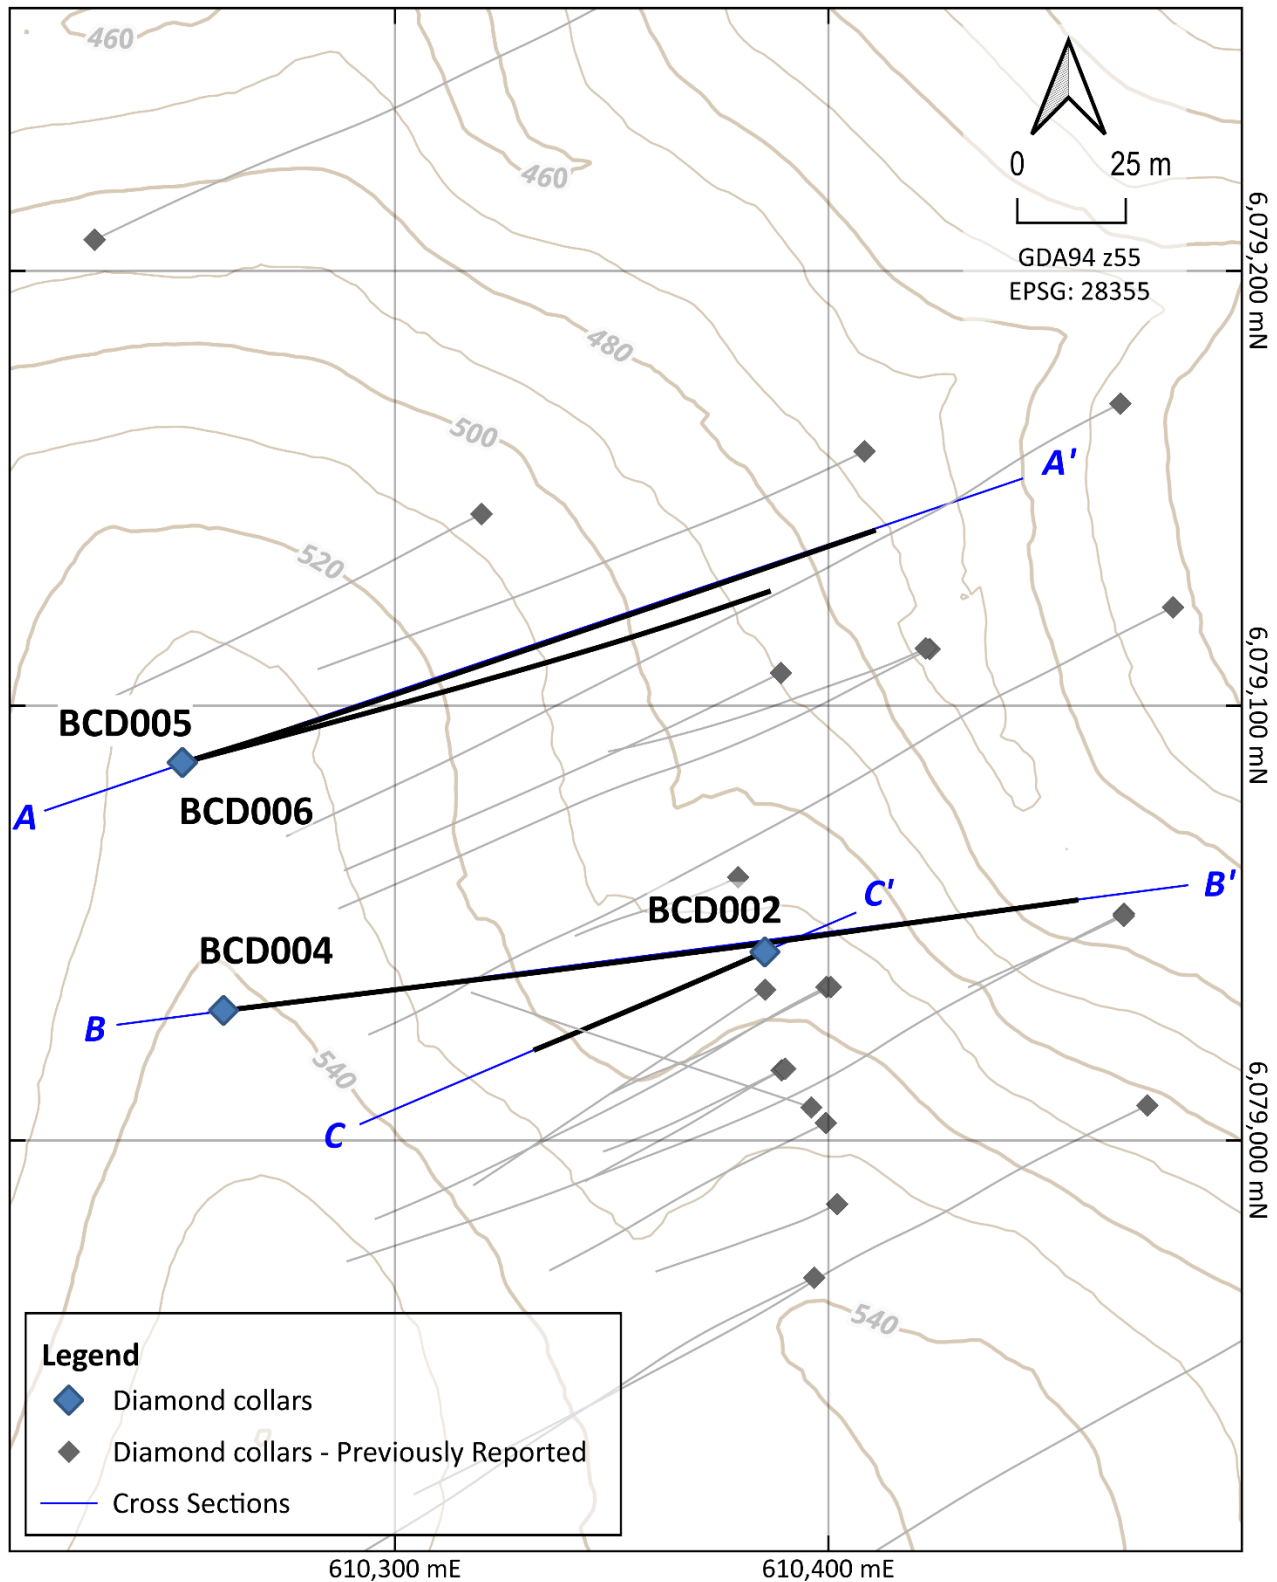 460
460
0 25 m
GDA94 z55
EPSG: 28355
6,079,200 mN
480
500
A'
520
BCD005
6,079,100 mN
A
BCD006
C'
B'
BCD002
BCD004
B
540
C
6,079,000 mN
540
Legend
Diamond collars
Diamond collars - Previously Reported
Cross Sections
610,300 mE
610,400 mE